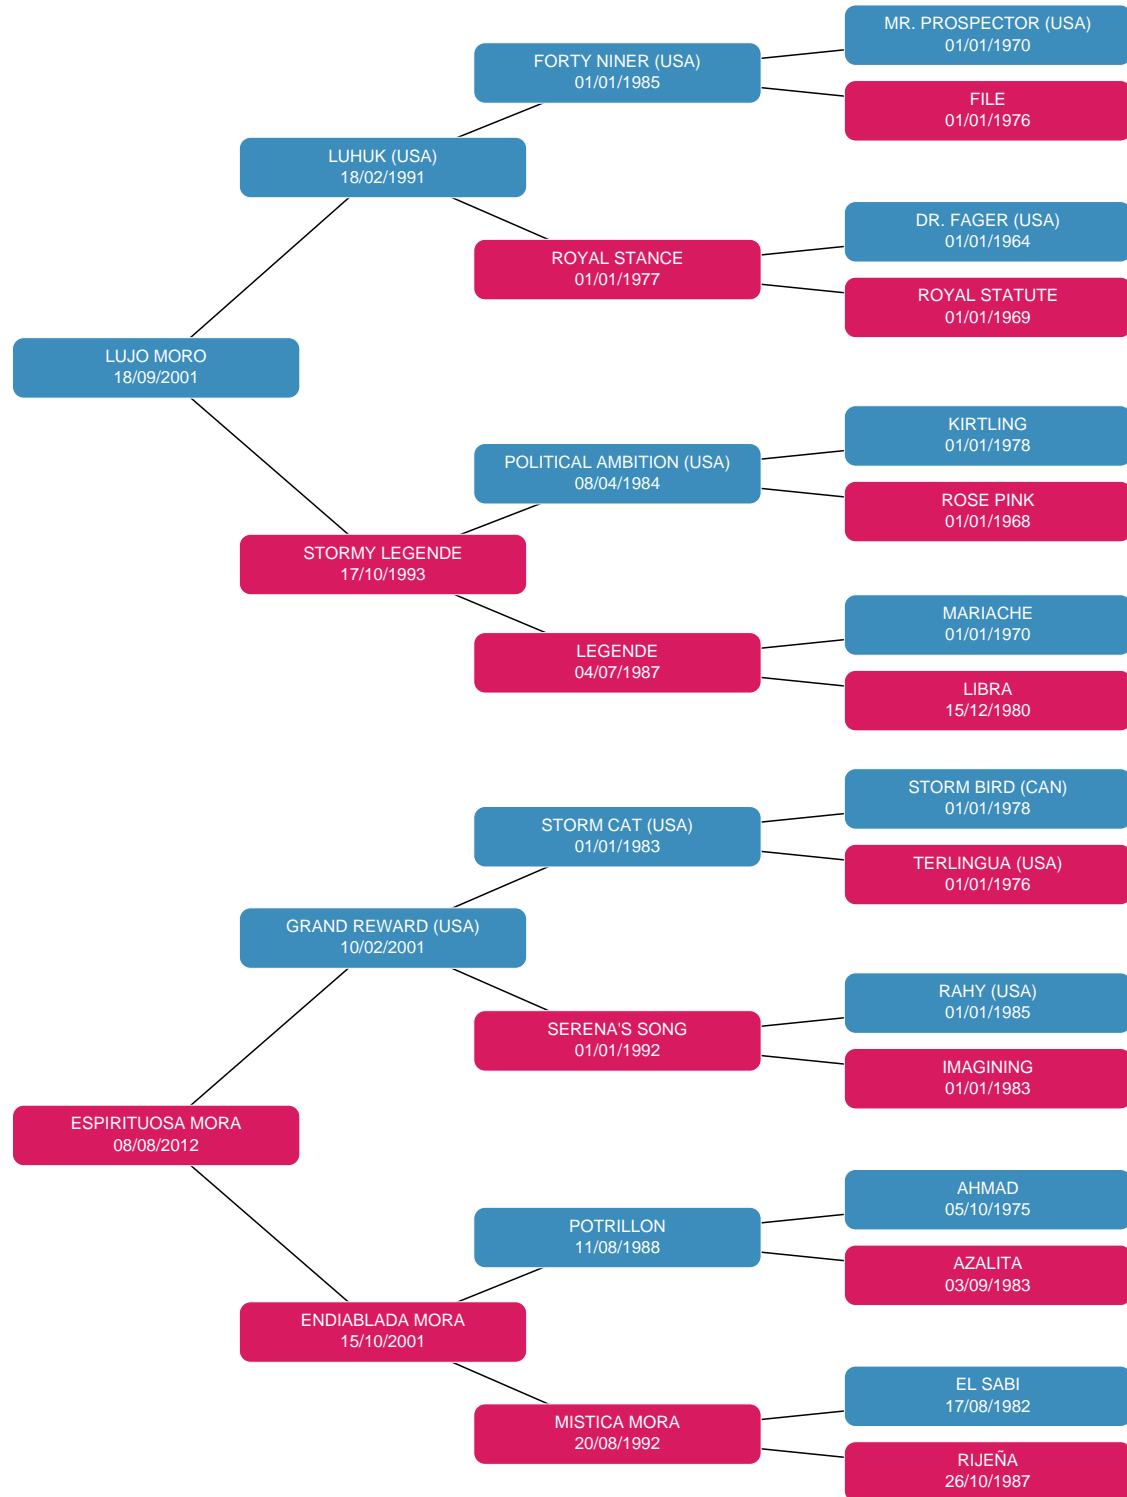 MR. PROSPECTOR (USA)
01/01/1970
FORTY NINER (USA)
01/01/1985
FILE
01/01/1976
LUHUK (USA)
18/02/1991
DR. FAGER (USA)
01/01/1964
ROYAL STANCE
01/01/1977
ROYAL STATUTE
01/01/1969
LUJO MORO
18/09/2001
KIRTLING
01/01/1978
POLITICAL AMBITION (USA)
08/04/1984
ROSE PINK
01/01/1968
STORMY LEGENDE
17/10/1993
MARIACHE
01/01/1970
LEGENDE
04/07/1987
LIBRA
15/12/1980
STORM BIRD (CAN)
01/01/1978
STORM CAT (USA)
01/01/1983
TERLINGUA (USA)
01/01/1976
GRAND REWARD (USA)
10/02/2001
RAHY (USA)
01/01/1985
SERENA'S SONG
01/01/1992
IMAGINING
01/01/1983
ESPIRITUOSA MORA
08/08/2012
AHMAD
05/10/1975
POTRILLON
11/08/1988
AZALITA
03/09/1983
ENDIABLADA MORA
15/10/2001
EL SABI
17/08/1982
MISTICA MORA
20/08/1992
RIJEÑA
26/10/1987